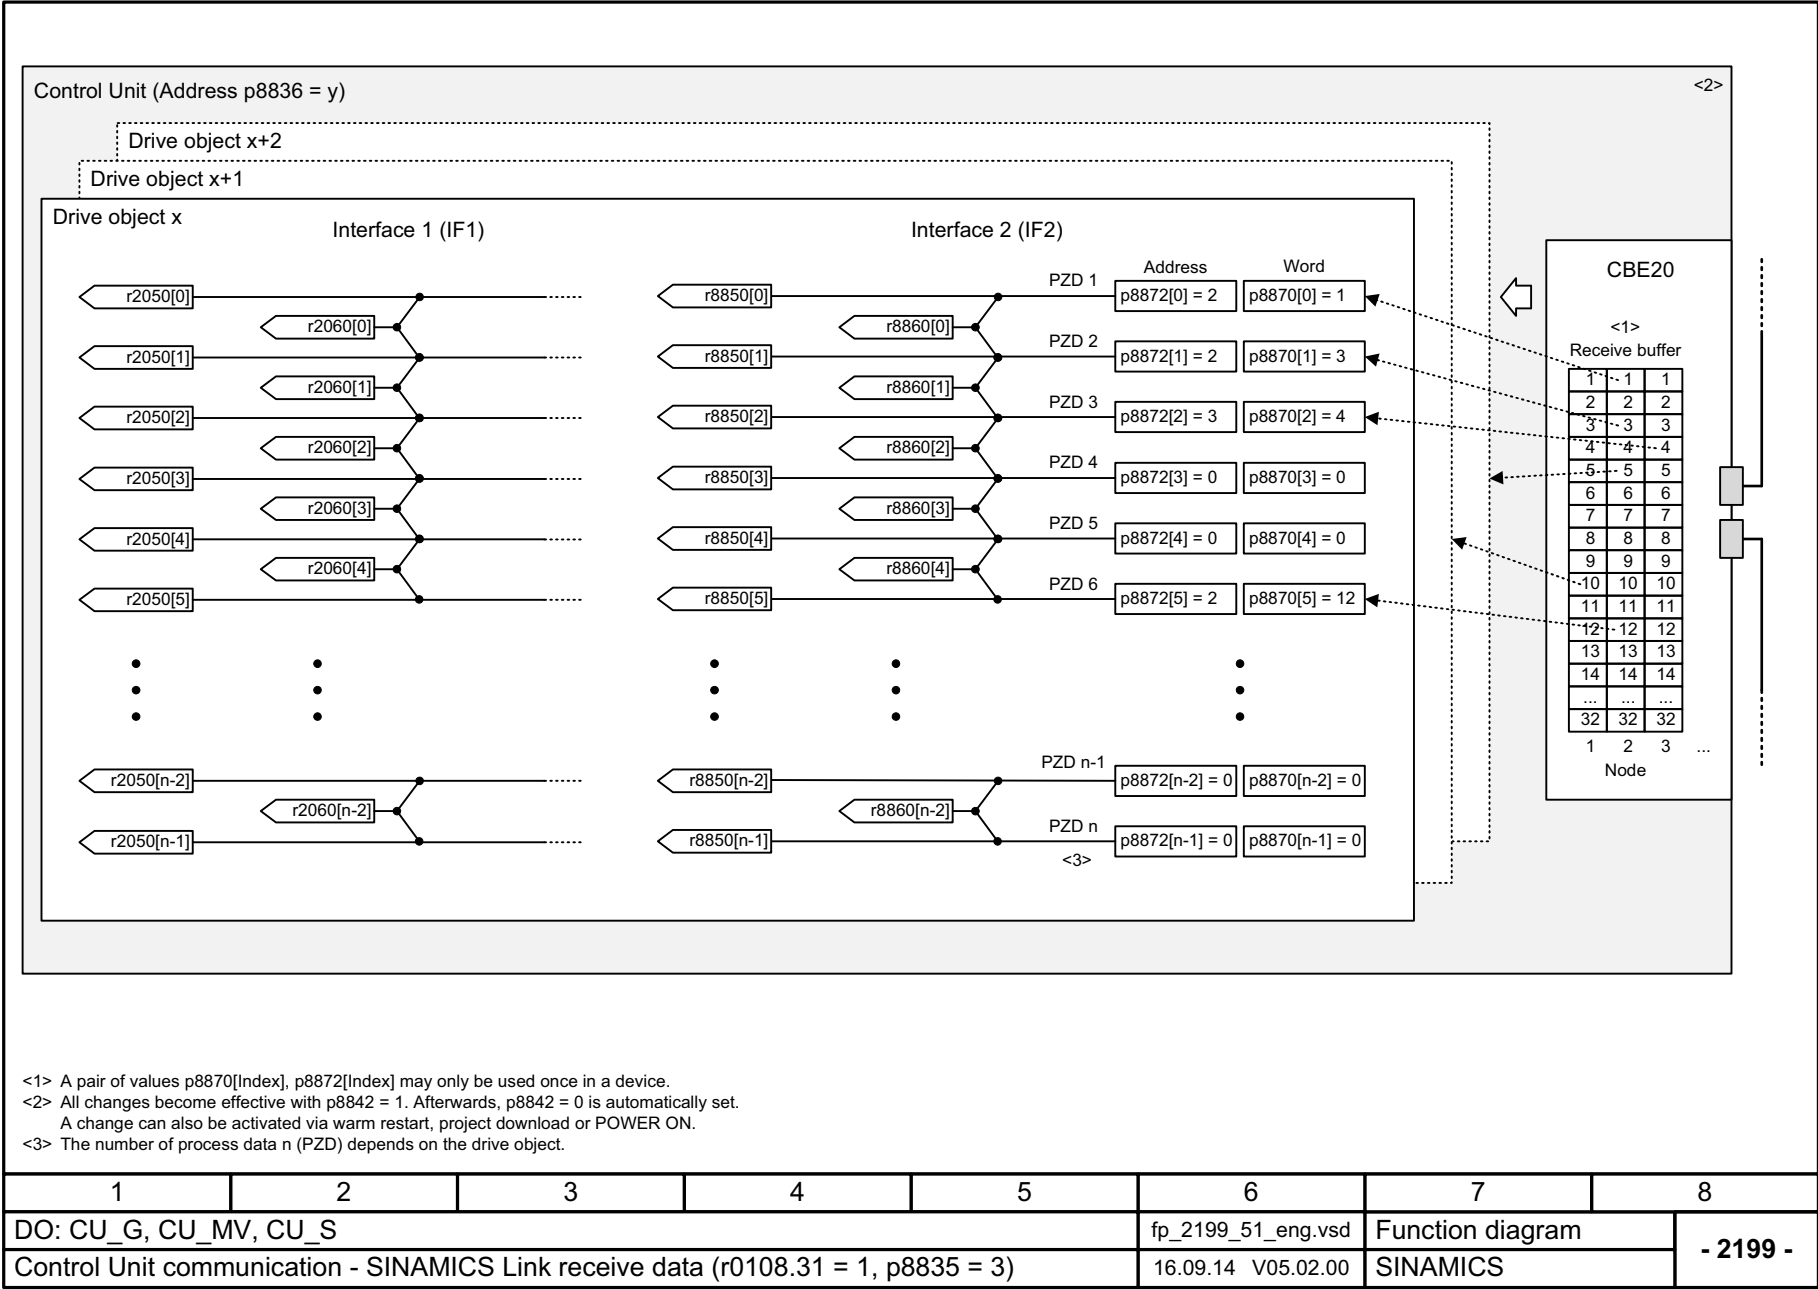 Control Unit (Address p8836 = y)
<2>
Drive object x+2
Drive object x+1
Drive object x
Interface 1 (IF1)
Interface 2 (IF2)
Address
Word
r2050[0]
r8850[0]
PZD 1
p8872[0] = 2
p8870[0] = 1
r2060[0]
r8860[0]
r2050[1]
r8850[1]
PZD 2
p8872[1] = 2
p8870[1] = 3
r2060[1]
r8860[1]
r2050[2]
r8850[2]
PZD 3
p8872[2] = 3
p8870[2] = 4
r2060[2]
r8860[2]
r2050[3]
r8850[3]
PZD 4
p8872[3] = 0
p8870[3] = 0
r2060[3]
r8860[3]
r2050[4]
r8850[4]
PZD 5
p8872[4] = 0
p8870[4] = 0
r2060[4]
r8860[4]
r2050[5]
r8850[5]
PZD 6
p8872[5] = 2
p8870[5] = 12
r2050[n-2]
r8850[n-2]
PZD n-1
p8872[n-2] = 0
p8870[n-2] = 0
r2060[n-2]
r8860[n-2]
r2050[n-1]
r8850[n-1]
PZD n
<3>
p8872[n-1] = 0
p8870[n-1] = 0
CBE20
<1>
Receive buffer
1 1 1
2 2 2
3 3 3
4 4 4
5 5 5
6 6 6
7 7 7
8 8 8
9 9 9
10 10 10
11 11 11
12 12 12
13 13 13
14 14 14
... ... ...
32 32 32
1 2 3 ...
Node
<1> A pair of values p8870[Index], p8872[Index] may only be used once in a device.
<2> All changes become effective with p8842 = 1. Afterwards, p8842 = 0 is automatically set.
A change can also be activated via warm restart, project download or POWER ON.
<3> The number of process data n (PZD) depends on the drive object.
1 2 3 4 5 6 7 8
DO: CU_G, CU_MV, CU_S
fp_2199_51_eng.vsd
Function diagram
- 2199 -
Control Unit communication - SINAMICS Link receive data (r0108.31 = 1, p8835 = 3)
16.09.14 V05.02.00
SINAMICS